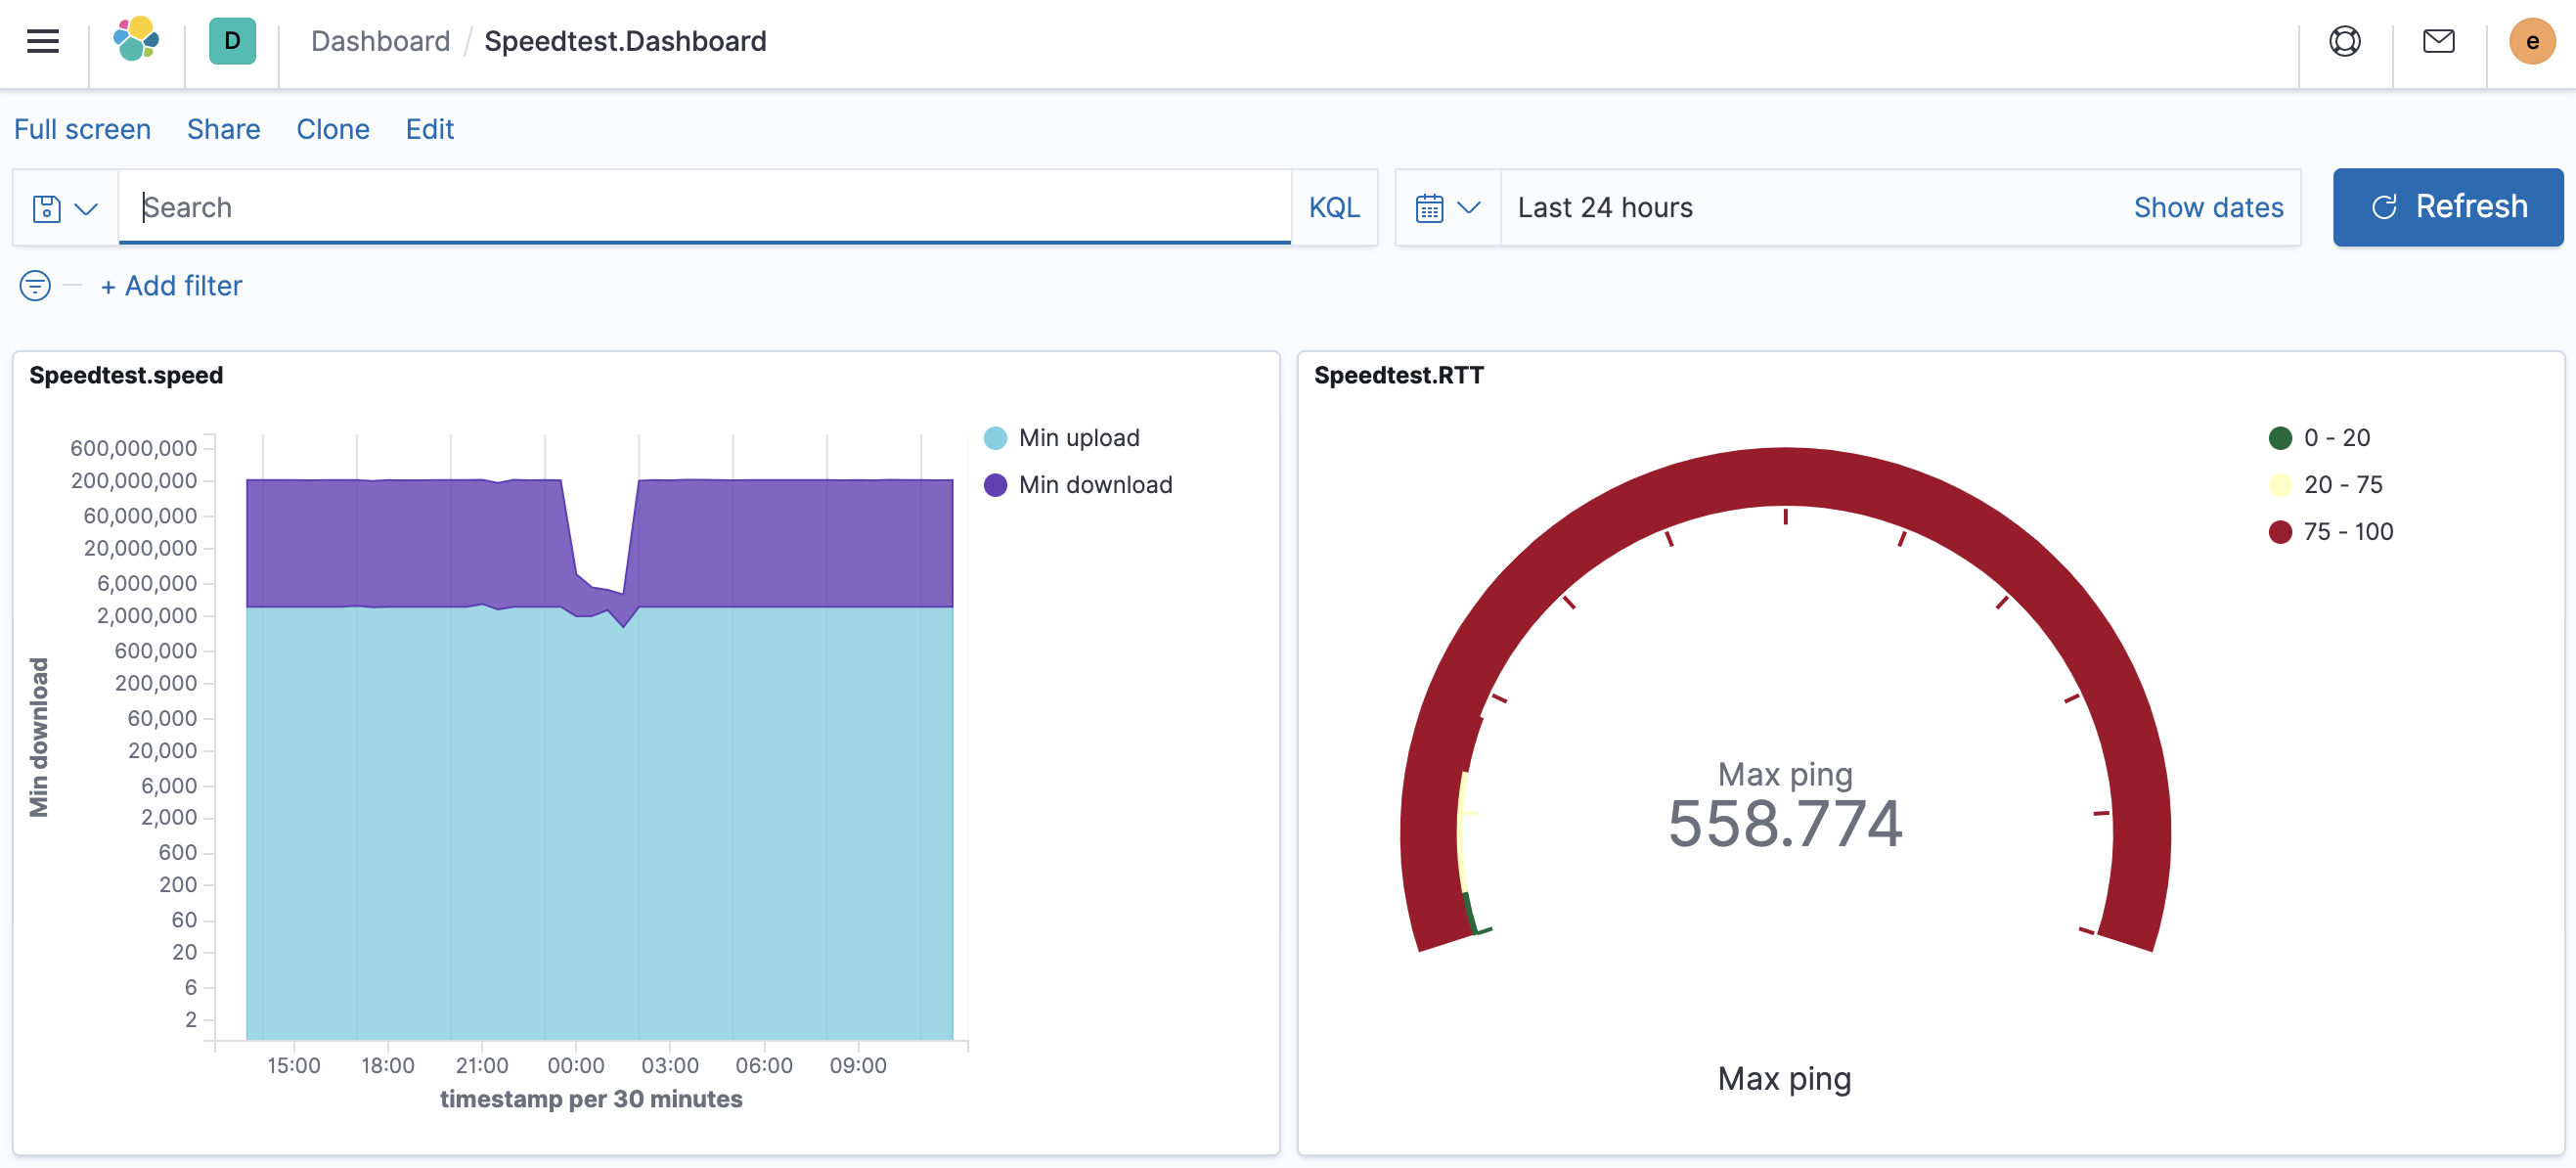 D
Dashboard / Speedtest.Dashboard
e
Full screen Share Clone Edit
Search
KQL
Last 24 hours
Show dates
Refresh
+ Add filter
Speedtest.speed
600,000,000
200,000,000
60,000,000
20,000,000
6,000,000
2,000,000
600,000
200,000
60,000
20,000
6,000
2,000
600
200
60
20
6
2
Min download
15:00 18:00 21:00 00:00 03:00 06:00 09:00
timestamp per 30 minutes
Min upload
Min download
Speedtest.RTT
0 - 20
20 - 75
75 - 100
Max ping
558.774
Max ping